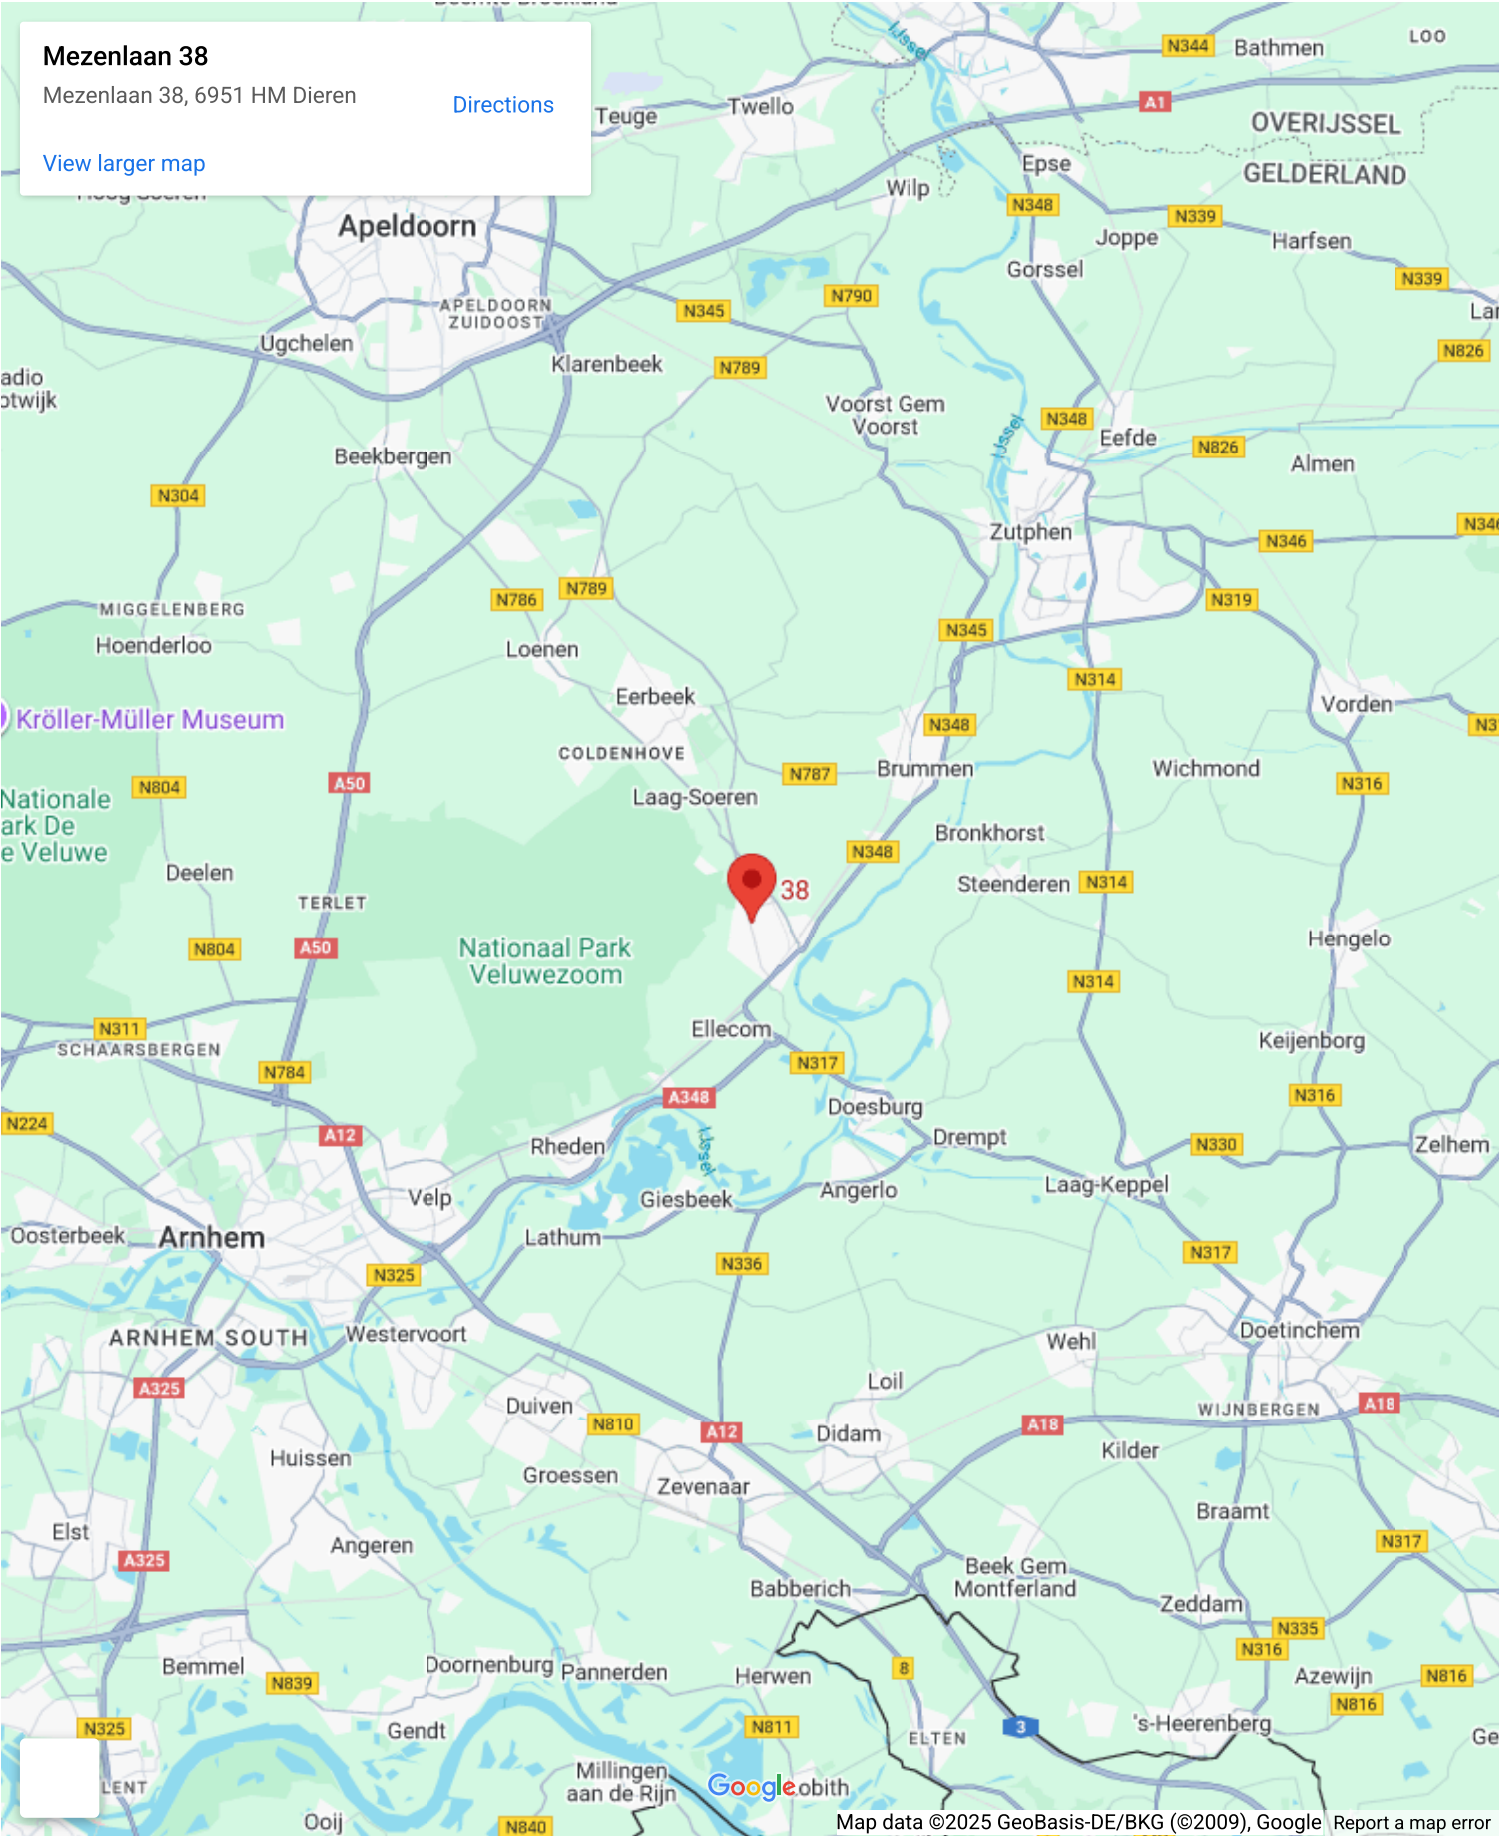 Mezenlaan 38
Mezenlaan 38, 6951 HM Dieren
Directions
View larger map
IJssel
N344
Bathmen
LOO
Teuge
Twello
A1
OVERIJSSEL
GELDERLAND
Epse
Wilp
N348
N339
Apeldoorn
Joppe
Harfsen
Gorssel
N339
N790
APELDOORN
ZUIDOOST
N345
Ugchelen
N826
Klarenbeek
N789
Voorst Gem
Voorst
N348
IJssel
Eefde
N826
Beekbergen
Almen
N304
Zutphen
N346
N346
N786
N789
N319
MIGGELENBERG
Hoenderloo
N345
Loenen
N314
Eerbeek
Vorden
Kröller-Müller Museum
N348
COLDENHOVE
Brummen
Wichmond
N787
A50
N804
N316
Nationale
ark De
e Veluwe
Laag-Soeren
Bronkhorst
N348
Deelen
Steenderen
N314
38
TERLET
Hengelo
N804
A50
Nationaal Park
Veluwezoom
N314
N311
Ellecom
Keijenborg
SCHAARSBERGEN
N784
N317
A348
N316
Doesburg
N224
A12
Rheden
IJssel
Drempt
N330
Zelhem
Velp
Giesbeek
Angerlo
Laag-Keppel
Oosterbeek
Arnhem
Lathum
N317
N336
N325
ARNHEM SOUTH
Westervoort
Wehl
Doetinchem
A325
Loil
Duiven
N810
A12
Didam
A18
WIJNBERGEN
A18
Huissen
Kilder
Groessen
Zevenaar
Braamt
Elst
Angeren
N317
A325
Beek Gem
Montferland
Babberich
Zeddam
N335
N316
Bemmel
Doornenburg
Pannerden
Herwen
8
Azewijn
N816
N839
N816
N325
Gendt
N811
ELTEN
3
's-Heerenberg
LENT
Millingen
aan de Rijn
Google
obith
Ooij
N840
Map data ©2025 GeoBasis-DE/BKG (©2009), Google
Report a map error